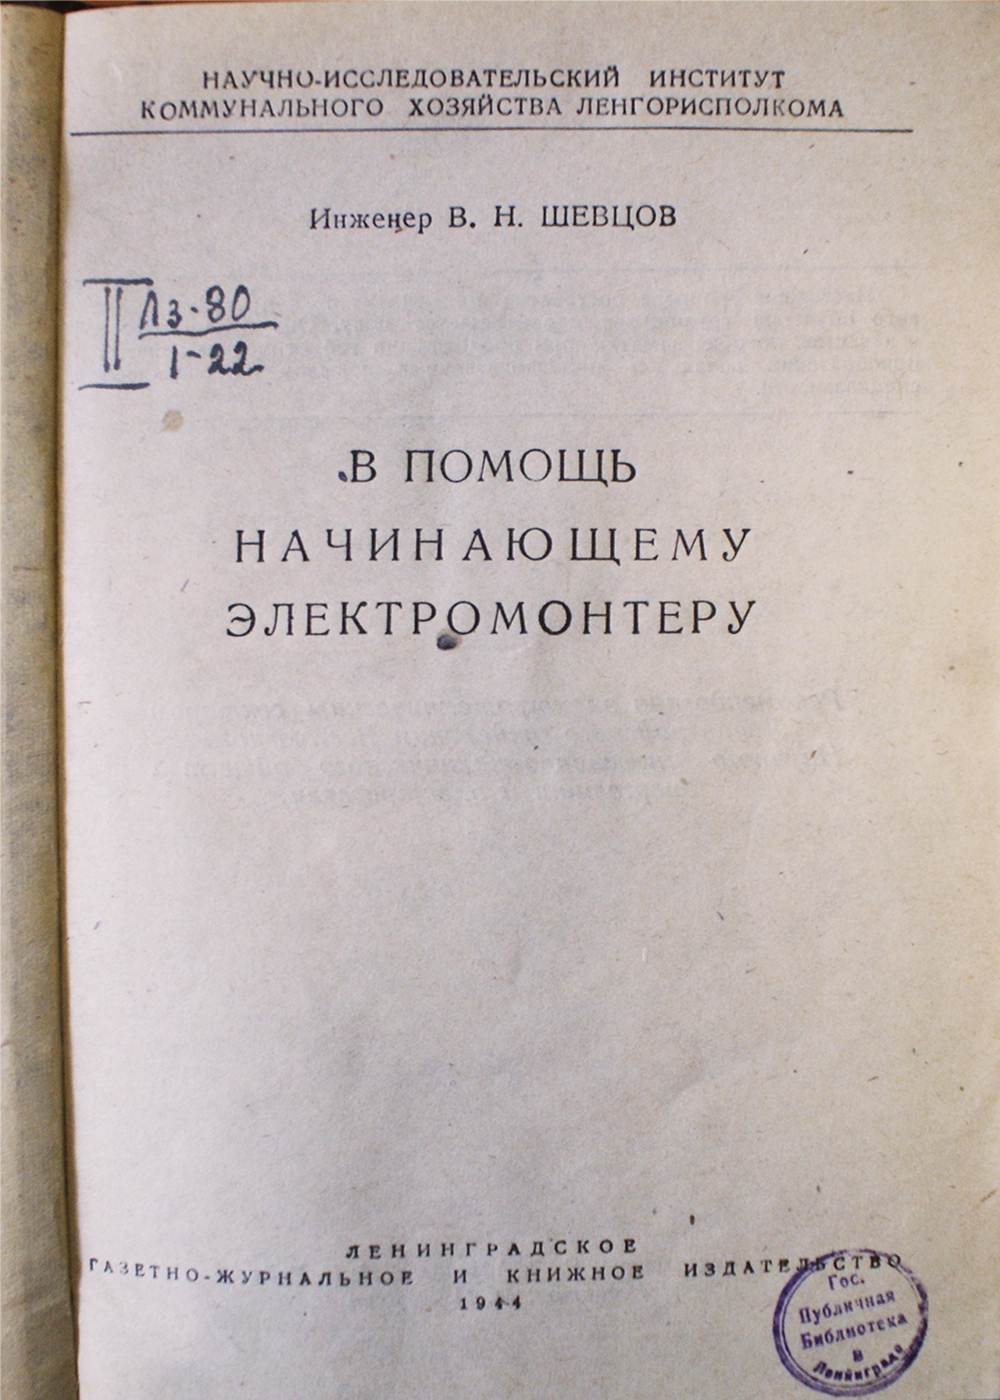 НАУЧНО-ИССЛЕДОВАТЕЛЬСКИЙ ИНСТИТУТ
КОММУНАЛЬНОГО ХОЗЯЙСТВА ЛЕНГОРИСПОЛКОМА
Инженер В. Н. ШЕВЦОВ
II Лз-80
1-22
В ПОМОЩЬ
НАЧИНАЮЩЕМУ
ЭЛЕКТРОМОНТЕРУ
ЛЕНИНГРАДСКОЕ
ГАЗЕТНО-ЖУРНАЛЬНОЕ И КНИЖНОЕ ИЗДАТЕЛЬСТВО
1944
Гос.
Публичная
Библиотека
в
Ленинграде